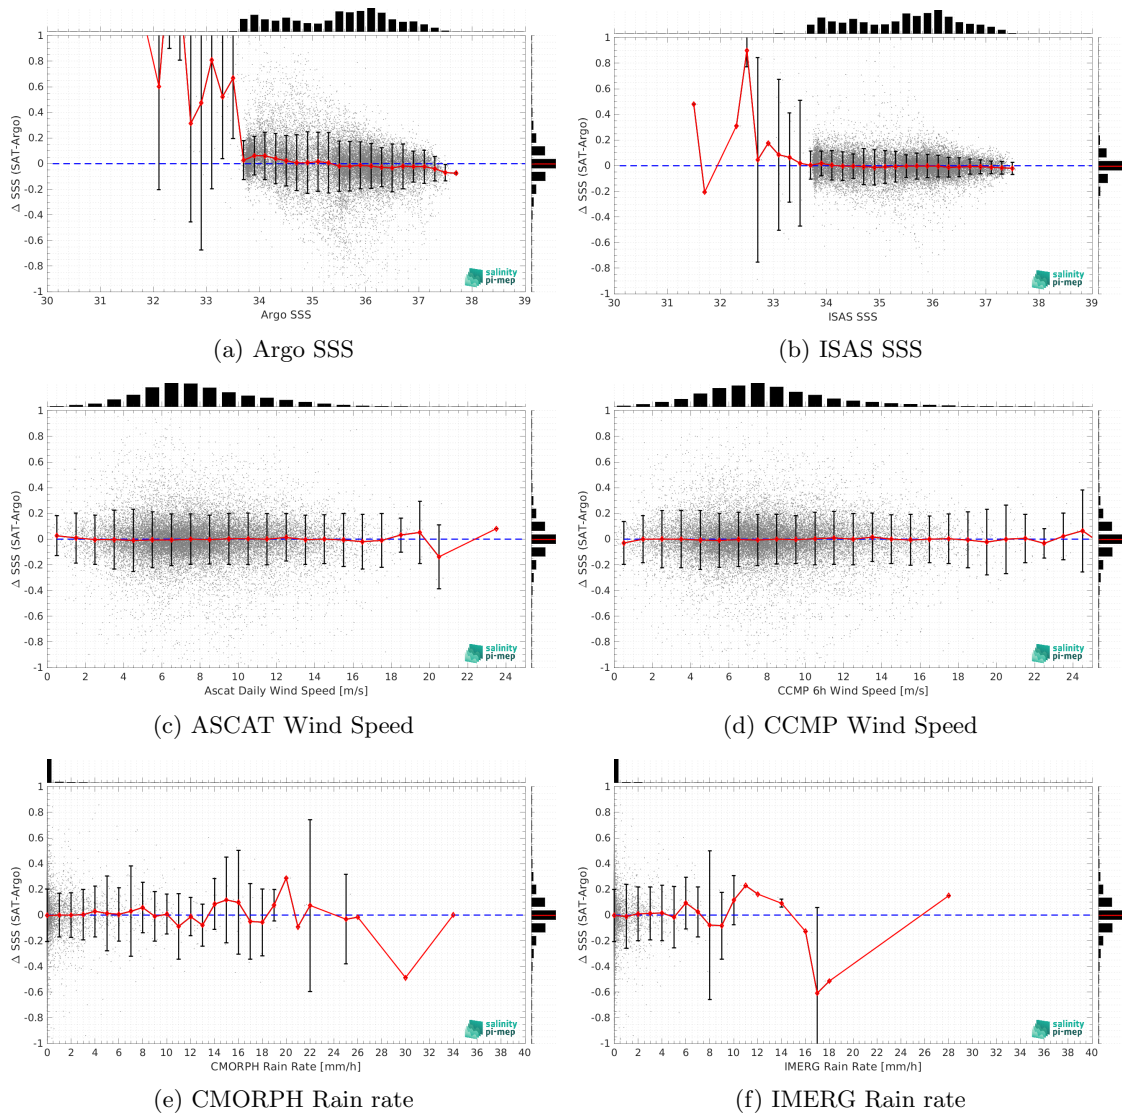 1
0.8
0.6
0.4
0.2
0
-0.2
-0.4
-0.6
-0.8
-1
Δ SSS (SAT-Argo)
30 31 32 33 34 35 36 37 38 39
Argo SSS
salinity
pi-mep
(a) Argo SSS
1
0.8
0.6
0.4
0.2
0
-0.2
-0.4
-0.6
-0.8
-1
Δ SSS (SAT-Argo)
30 31 32 33 34 35 36 37 38 39
ISAS SSS
salinity
pi-mep
(b) ISAS SSS
1
0.8
0.6
0.4
0.2
0
-0.2
-0.4
-0.6
-0.8
-1
Δ SSS (SAT-Argo)
0 2 4 6 8 10 12 14 16 18 20 22 24
Ascat Daily Wind Speed [m/s]
salinity
pi-mep
(c) ASCAT Wind Speed
1
0.8
0.6
0.4
0.2
0
-0.2
-0.4
-0.6
-0.8
-1
Δ SSS (SAT-Argo)
0 2 4 6 8 10 12 14 16 18 20 22 24
CCMP 6h Wind Speed [m/s]
salinity
pi-mep
(d) CCMP Wind Speed
1
0.8
0.6
0.4
0.2
0
-0.2
-0.4
-0.6
-0.8
-1
Δ SSS (SAT-Argo)
0 2 4 6 8 10 12 14 16 18 20 22 24 26 28 30 32 34 36 38 40
CMORPH Rain Rate [mm/h]
salinity
pi-mep
(e) CMORPH Rain rate
1
0.8
0.6
0.4
0.2
0
-0.2
-0.4
-0.6
-0.8
-1
Δ SSS (SAT-Argo)
0 2 4 6 8 10 12 14 16 18 20 22 24 26 28 30 32 34 36 38 40
IMERG Rain Rate [mm/h]
salinity
pi-mep
(f) IMERG Rain rate